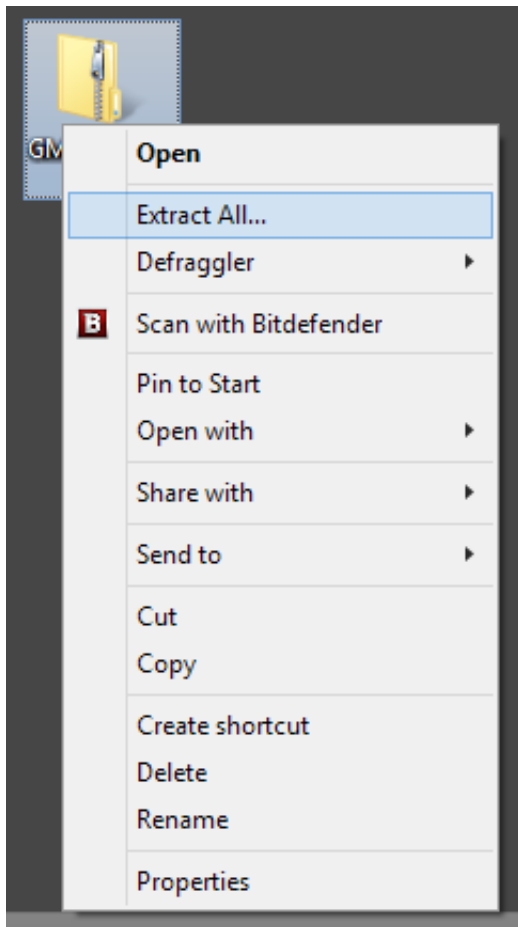 GM
Open
Extract All...
Defraggler
Scan with Bitdefender
Pin to Start
Open with
Share with
Send to
Cut
Copy
Create shortcut
Delete
Rename
Properties